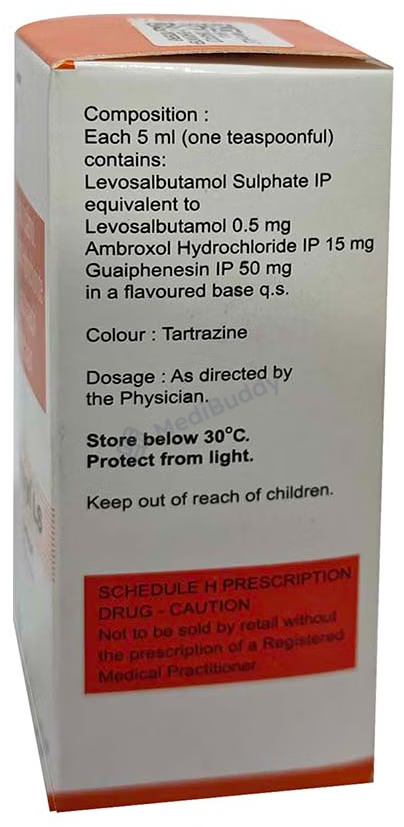 Composition :
Each 5 ml (one teaspoonful)
contains:
Levosalbutamol Sulphate IP
equivalent to
Levosalbutamol 0.5 mg
Ambroxol Hydrochloride IP 15 mg
Guaiphenesin IP 50 mg
in a flavoured base q.s.
Colour : Tartrazine
Dosage : As directed by
the Physician.
MediBuddy
Store below 30°C.
Protect from light.
Keep out of reach of children.
SCHEDULE H PRESCRIPTION
DRUG - CAUTION
Not to be sold by retail without
the prescription of a Registered
Medical Practitioner